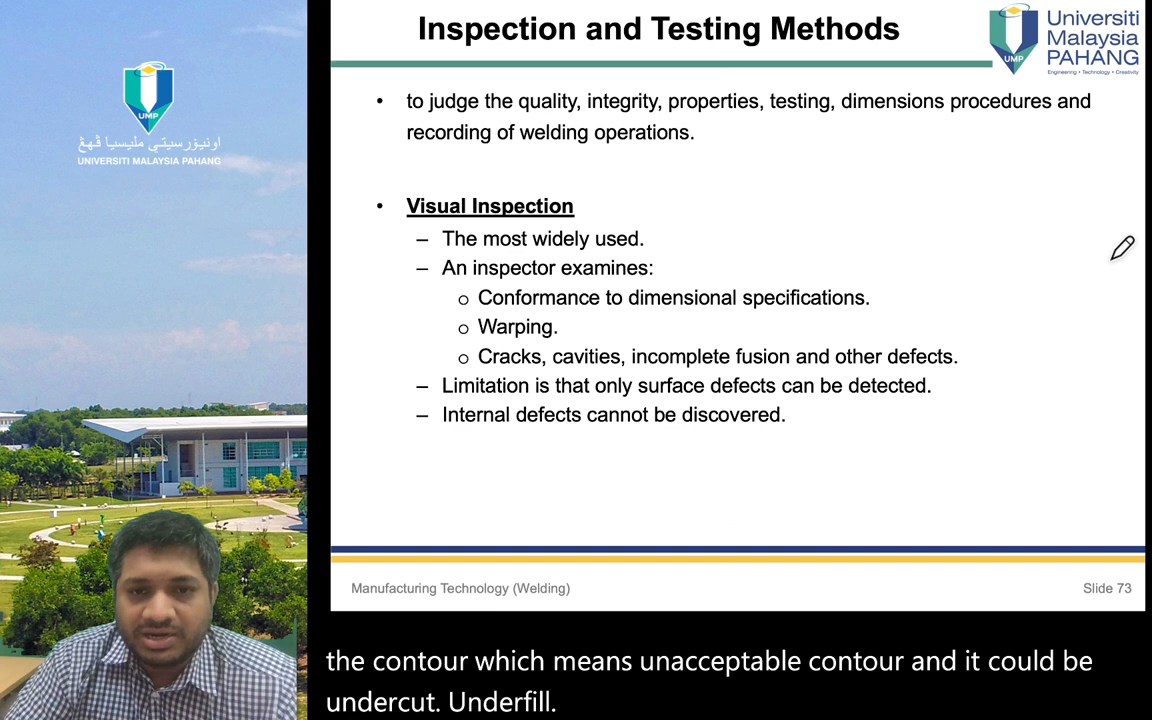 UMP
اونيۏرسيتي مليسيا ڤهڠ
UNIVERSITI MALAYSIA PAHANG
Inspection and Testing Methods
UMP
Universiti
Malaysia
PAHANG
Engineering • Technology • Creativity
• to judge the quality, integrity, properties, testing, dimensions procedures and
recording of welding operations.
• Visual Inspection
– The most widely used.
– An inspector examines:
o Conformance to dimensional specifications.
o Warping.
o Cracks, cavities, incomplete fusion and other defects.
– Limitation is that only surface defects can be detected.
– Internal defects cannot be discovered.
Manufacturing Technology (Welding)
Slide 73
the contour which means unacceptable contour and it could be
undercut. Underfill.